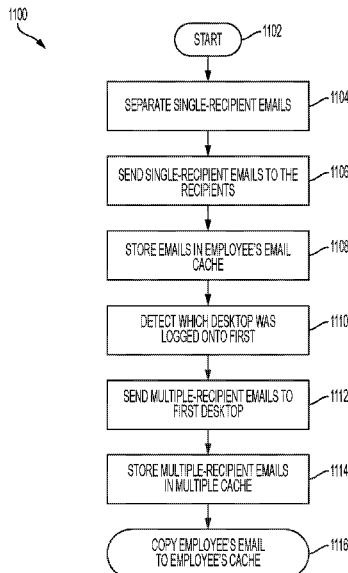 1100
START
1102
SEPARATE SINGLE-RECIPIENT EMAILS
1104
SEND SINGLE-RECIPIENT EMAILS TO THE
RECIPIENTS
1106
STORE EMAILS IN EMPLOYEE'S EMAIL
CACHE
1108
DETECT WHICH DESKTOP WAS
LOGGED ONTO FIRST
1110
SEND MULTIPLE-RECIPIENT EMAILS TO
FIRST DESKTOP
1112
STORE MULTIPLE-RECIPIENT EMAILS
IN MULTIPLE CACHE
1114
COPY EMPLOYEE'S EMAIL
TO EMPLOYEE'S CACHE
1116